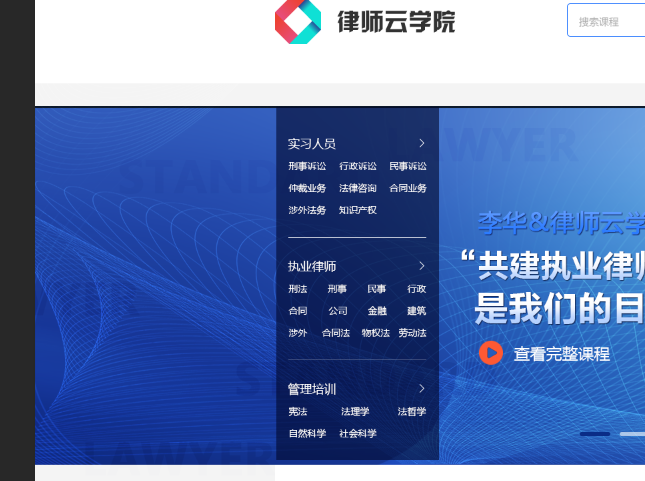 律师云学院
搜索课程
实习人员
刑事诉讼 行政诉讼 民事诉讼
仲裁业务 法律咨询 合同业务
涉外法务 知识产权
执业律师
刑法 刑事 民事 行政
合同 公司 金融 建筑
涉外 合同法 物权法 劳动法
管理培训
宪法 法理学 法哲学
自然科学 社会科学
LAWYER
李华&律师云学
“共建执业律师
是我们的目
查看完整课程
LAWYER